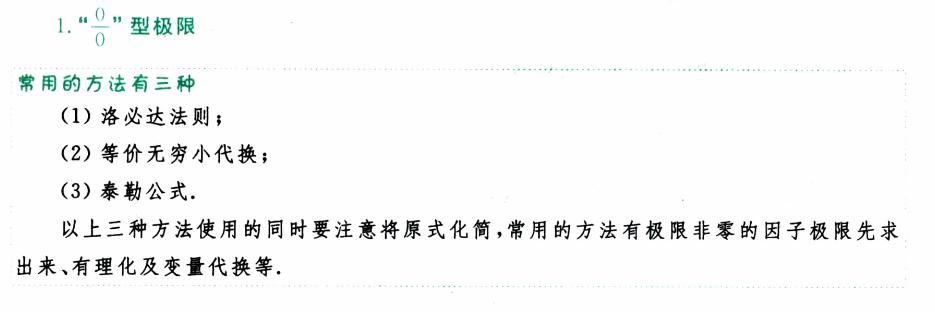 1.“0/0”型极限
常用的方法有三种
(1) 洛必达法则;
(2) 等价无穷小代换;
(3) 泰勒公式.
以上三种方法使用的同时要注意将原式化简,常用的方法有极限非零的因子极限先求
出来、有理化及变量代换等.